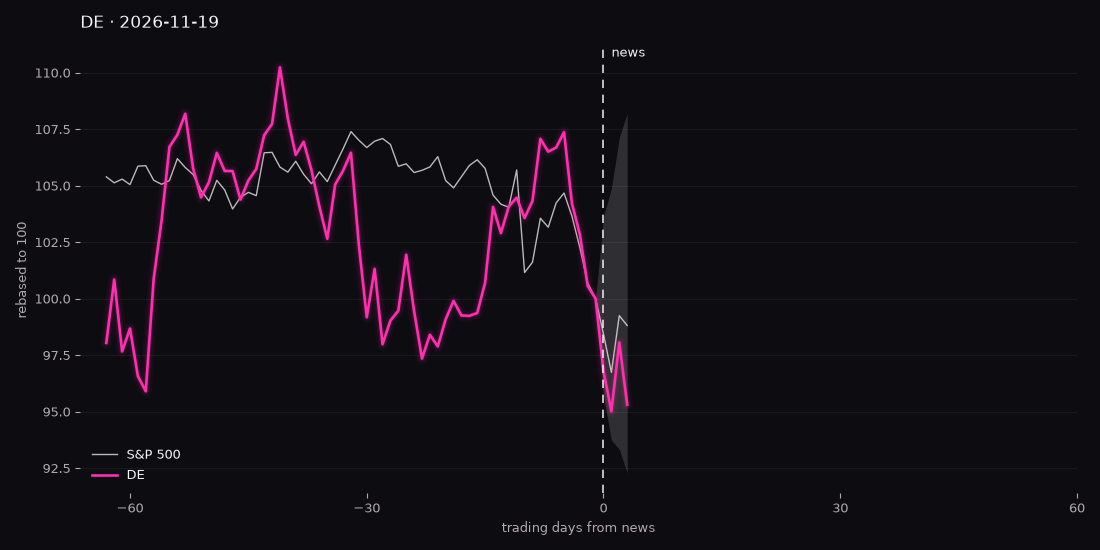 DE · 2026-11-19
news
110.0
107.5
105.0
102.5
100.0
97.5
95.0
92.5
rebased to 100
S&P 500
DE
−60
−30
0
30
60
trading days from news